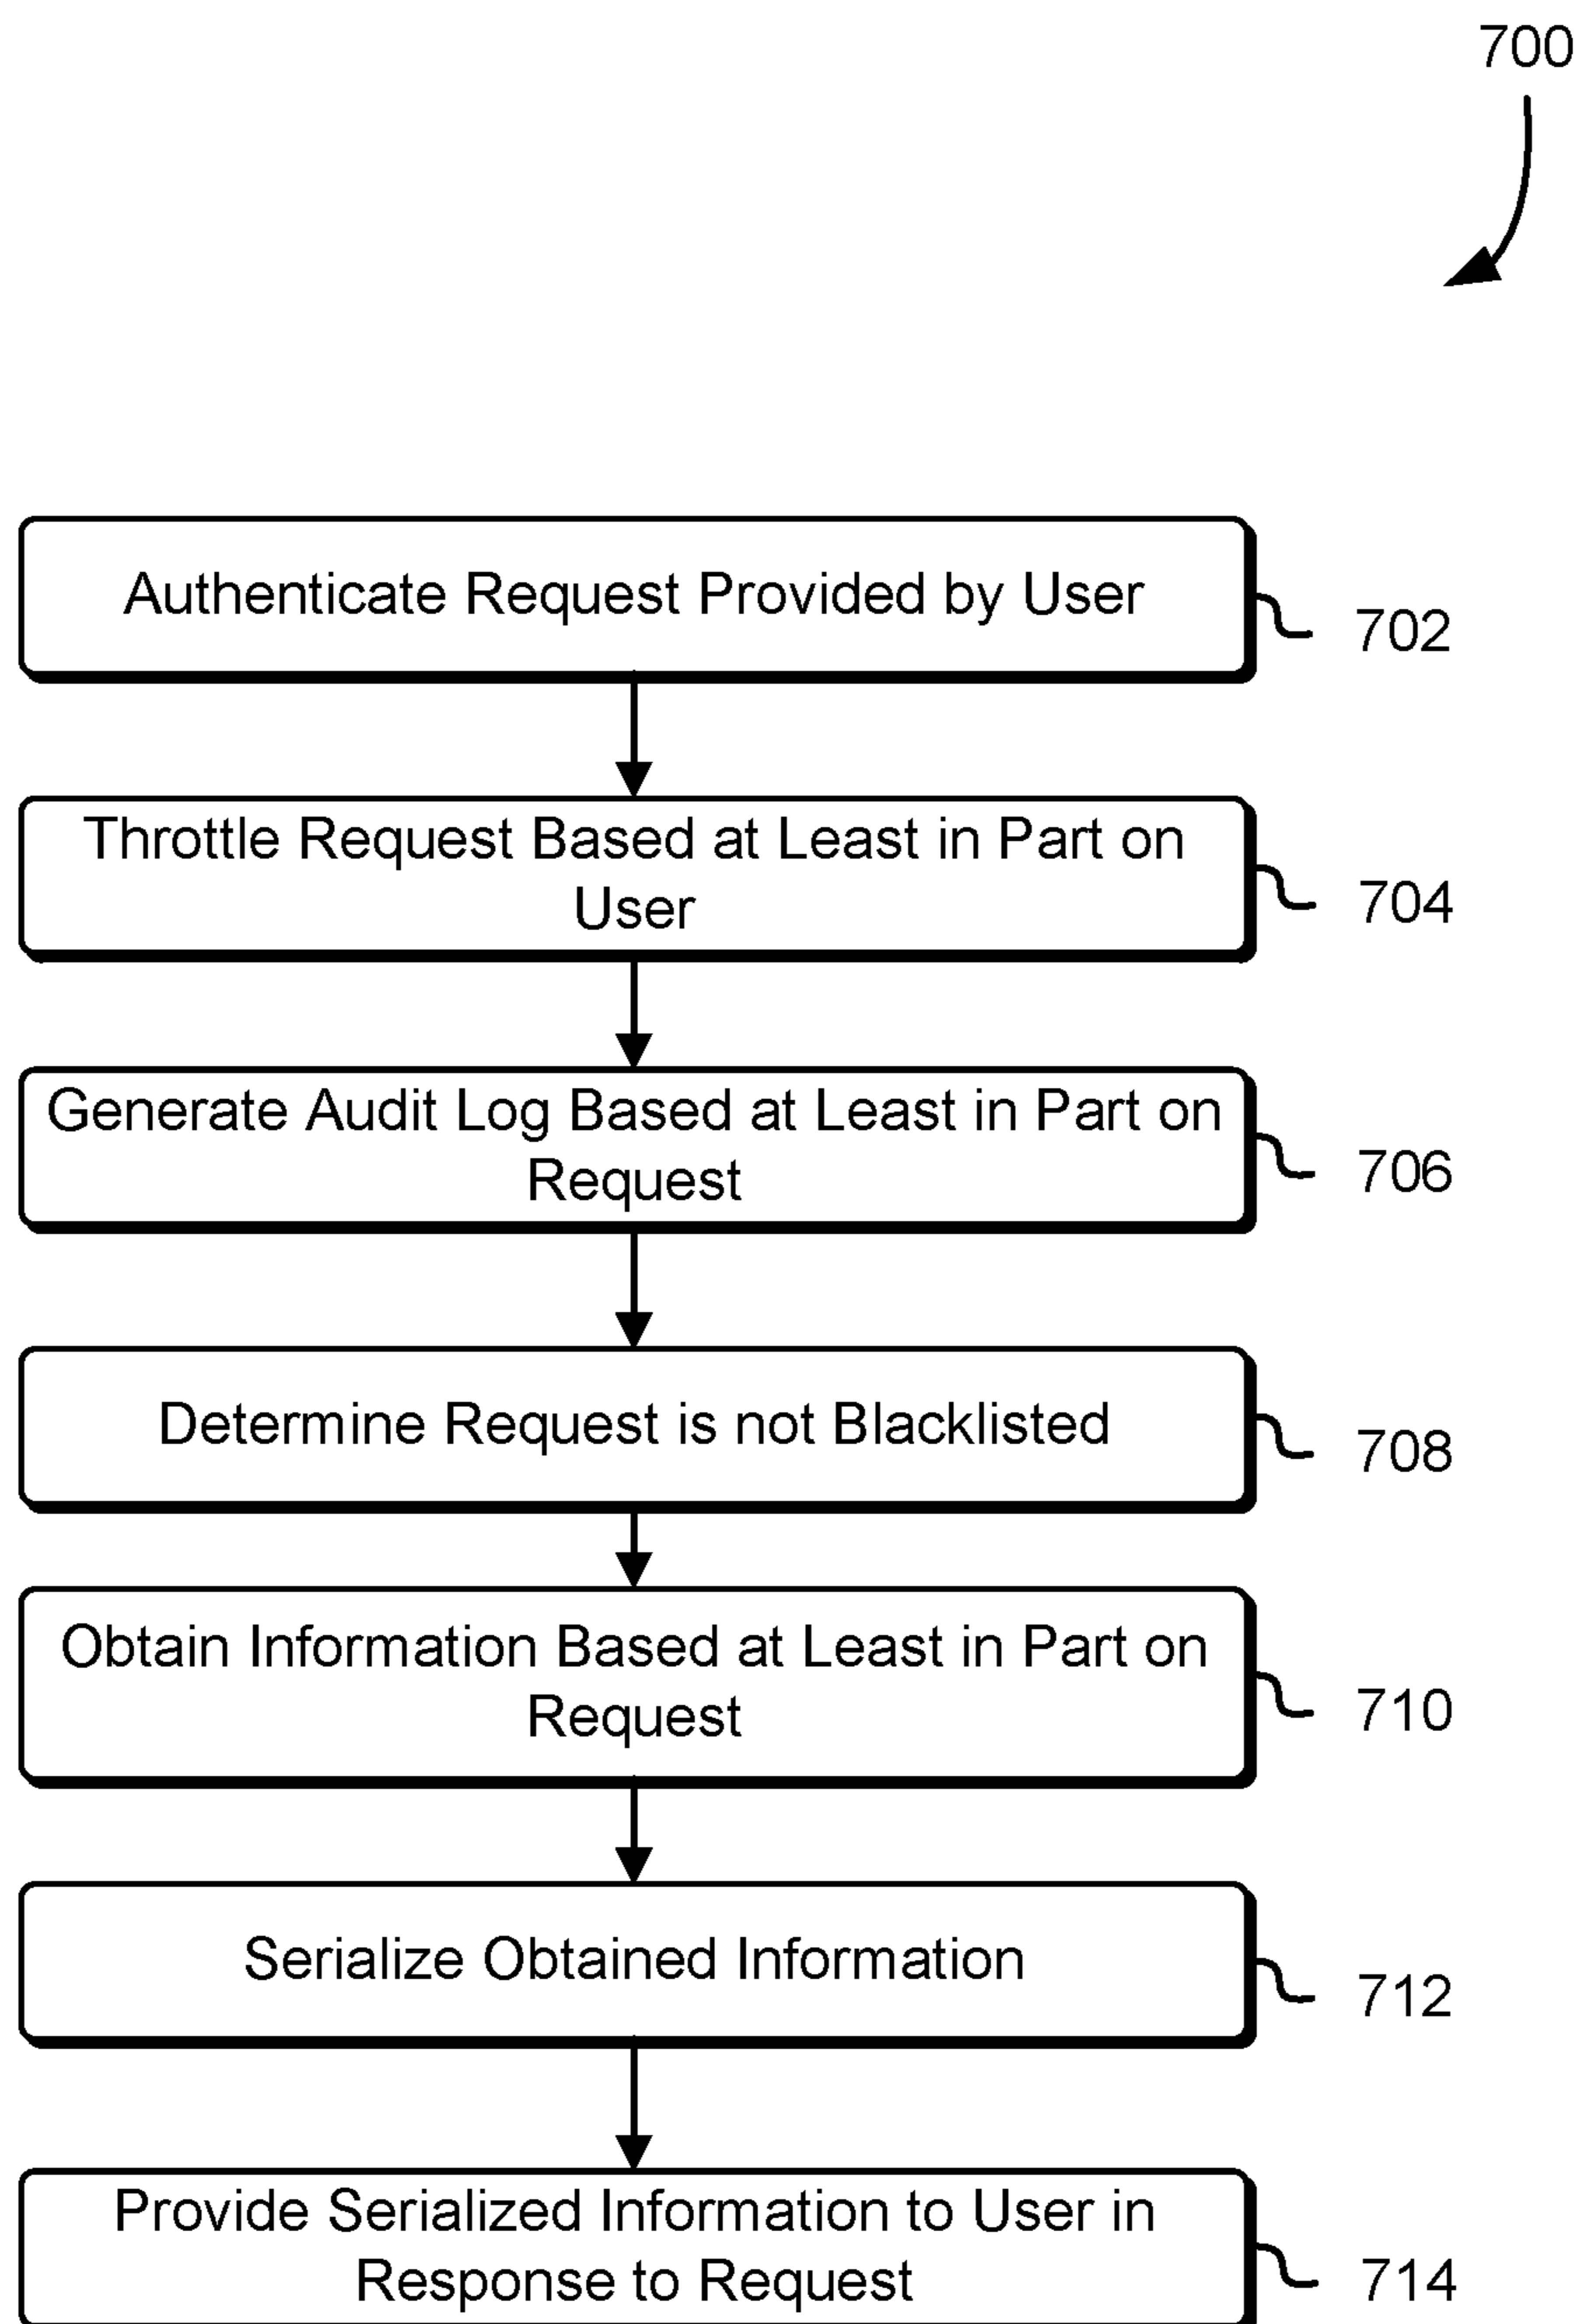 700
Authenticate Request Provided by User
702
Throttle Request Based at Least in Part on
User
704
Generate Audit Log Based at Least in Part on
Request
706
Determine Request is not Blacklisted
708
Obtain Information Based at Least in Part on
Request
710
Serialize Obtained Information
712
Provide Serialized Information to User in
Response to Request
714